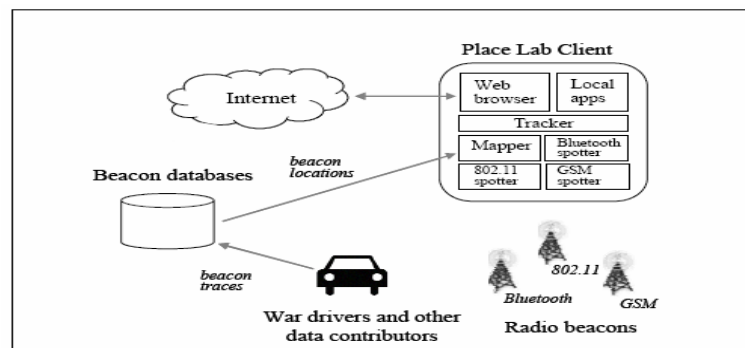 Place Lab Client
Web
browser
Local
apps
Tracker
Mapper
Bluetooth
spotter
802.11
spotter
GSM
spotter
Internet
beacon
locations
Beacon databases
beacon
traces
War drivers and other
data contributors
802.11
Bluetooth
GSM
Radio beacons